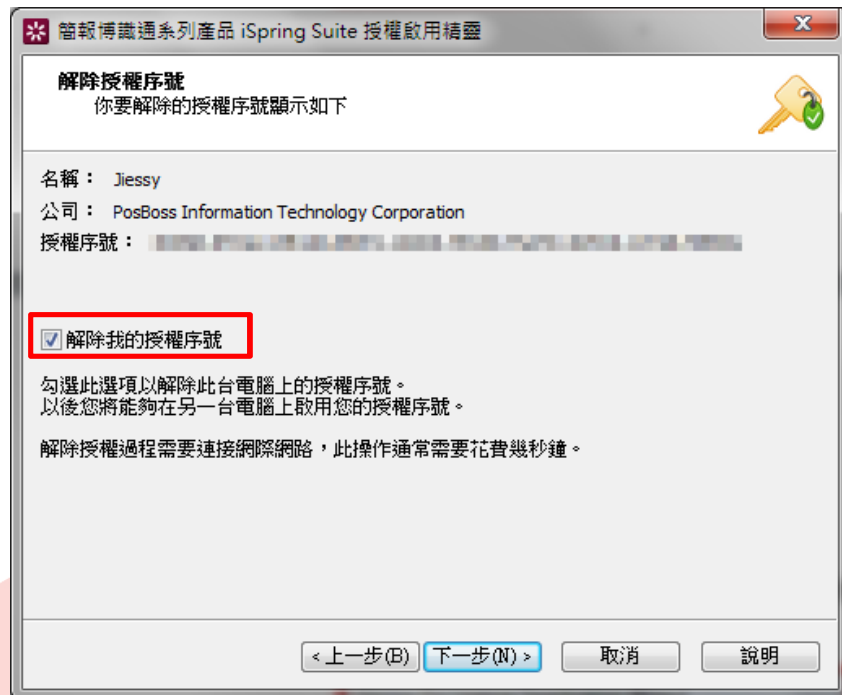 簡報博識通系列產品 iSpring Suite 授權啟用精靈
解除授權序號
你要解除的授權序號顯示如下
名稱： Jiessy
公司： PosBoss Information Technology Corporation
授權序號：
解除我的授權序號
勾選此選項以解除此台電腦上的授權序號。
以後您將能夠在另一台電腦上啟用您的授權序號。
解除授權過程需要連接網際網路，此操作通常需要花費幾秒鐘。
<上一步(B) 下一步(N)> 取消 說明